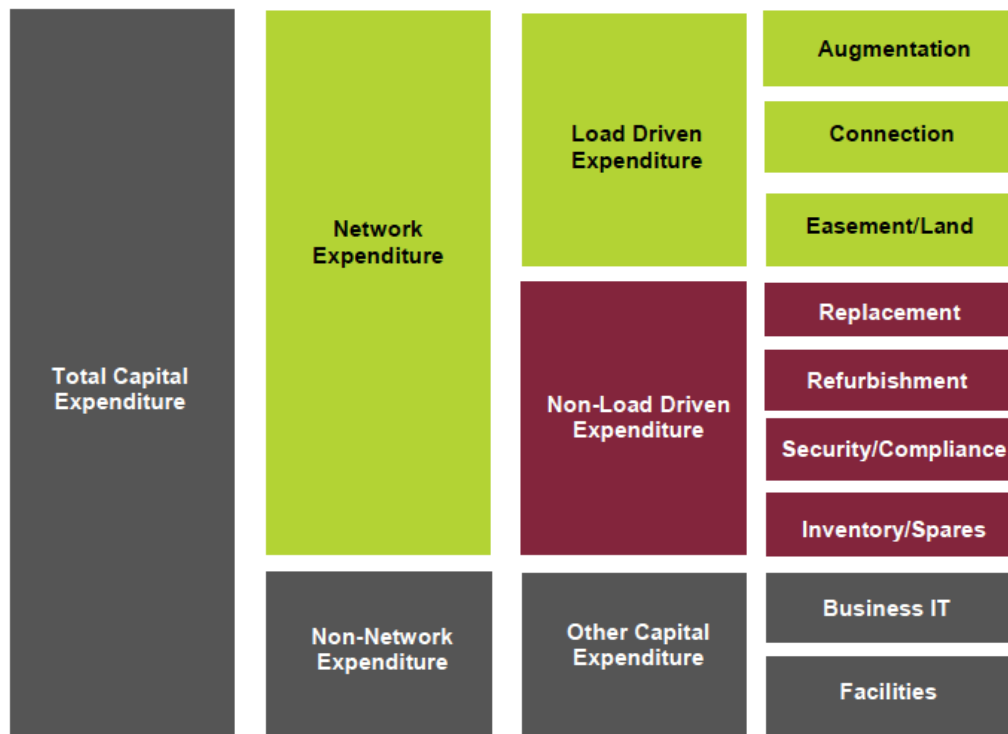 Total Capital
Expenditure
Network
Expenditure
Non-Network
Expenditure
Load Driven
Expenditure
Non-Load Driven
Expenditure
Other Capital
Expenditure
Augmentation
Connection
Easement/Land
Replacement
Refurbishment
Security/Compliance
Inventory/Spares
Business IT
Facilities